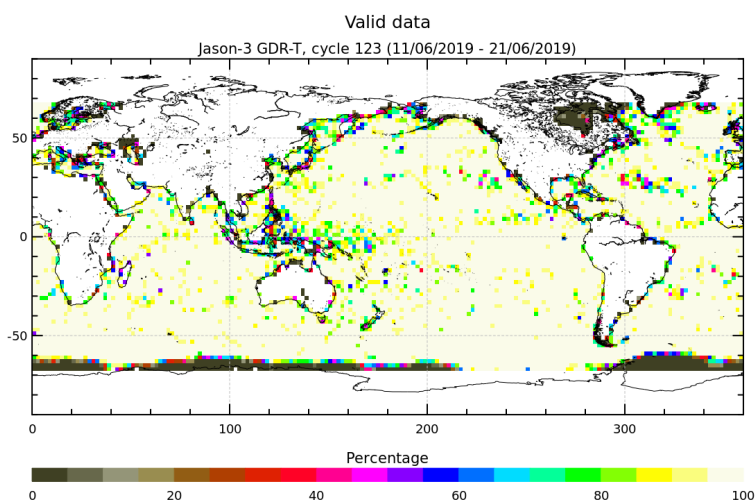 Valid data
Jason-3 GDR-T, cycle 123 (11/06/2019 - 21/06/2019)
50
0
-50
0 100 200 300
Percentage
0 20 40 60 80 100